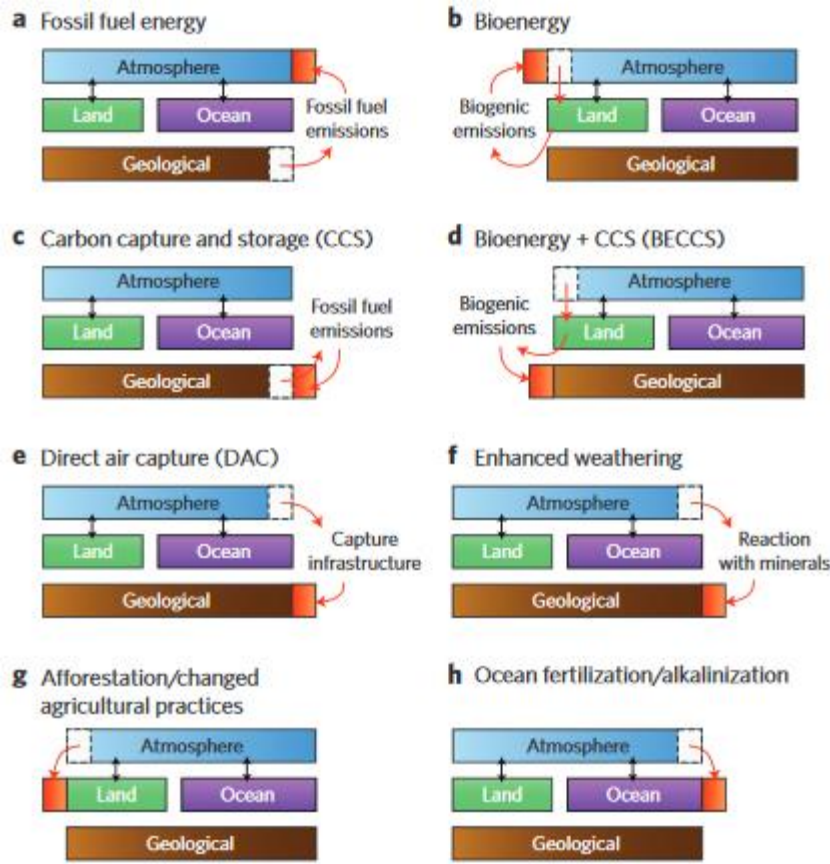 a Fossil fuel energy
Atmosphere
Land
Ocean
Fossil fuel
emissions
Geological
b Bioenergy
Atmosphere
Biogenic
emissions
Land
Ocean
Geological
c Carbon capture and storage (CCS)
Atmosphere
Land
Ocean
Fossil fuel
emissions
Geological
d Bioenergy + CCS (BECCS)
Atmosphere
Biogenic
emissions
Land
Ocean
Geological
e Direct air capture (DAC)
Atmosphere
Land
Ocean
Capture
infrastructure
Geological
f Enhanced weathering
Atmosphere
Land
Ocean
Reaction
with minerals
Geological
g Afforestation/changed
agricultural practices
Atmosphere
Land
Ocean
Geological
h Ocean fertilization/alkalinization
Atmosphere
Land
Ocean
Geological